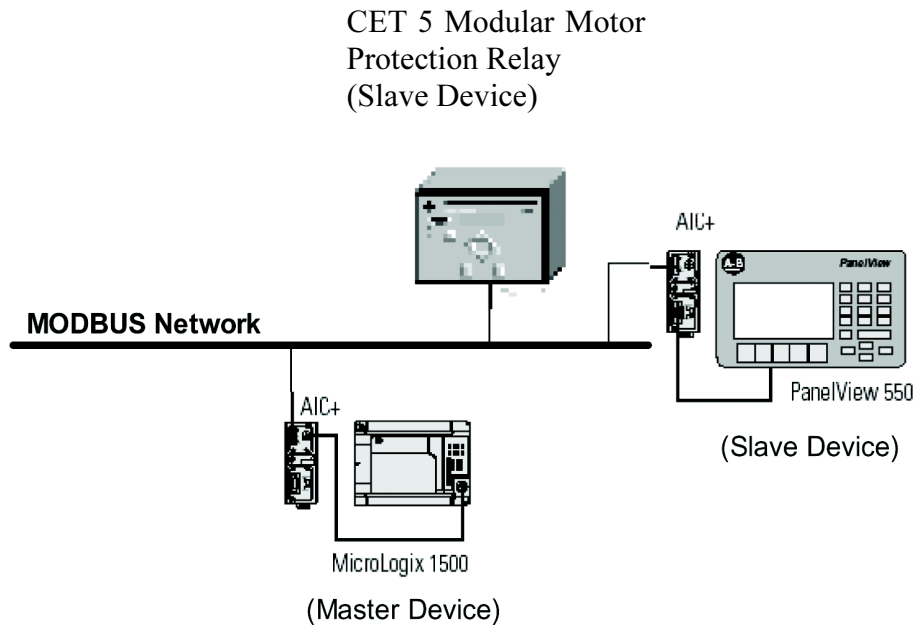 CET 5 Modular Motor
Protection Relay
(Slave Device)
AIC+
AB
PanelView
MODBUS Network
PanelView 550
AIC+
(Slave Device)
MicroLogix 1500
(Master Device)